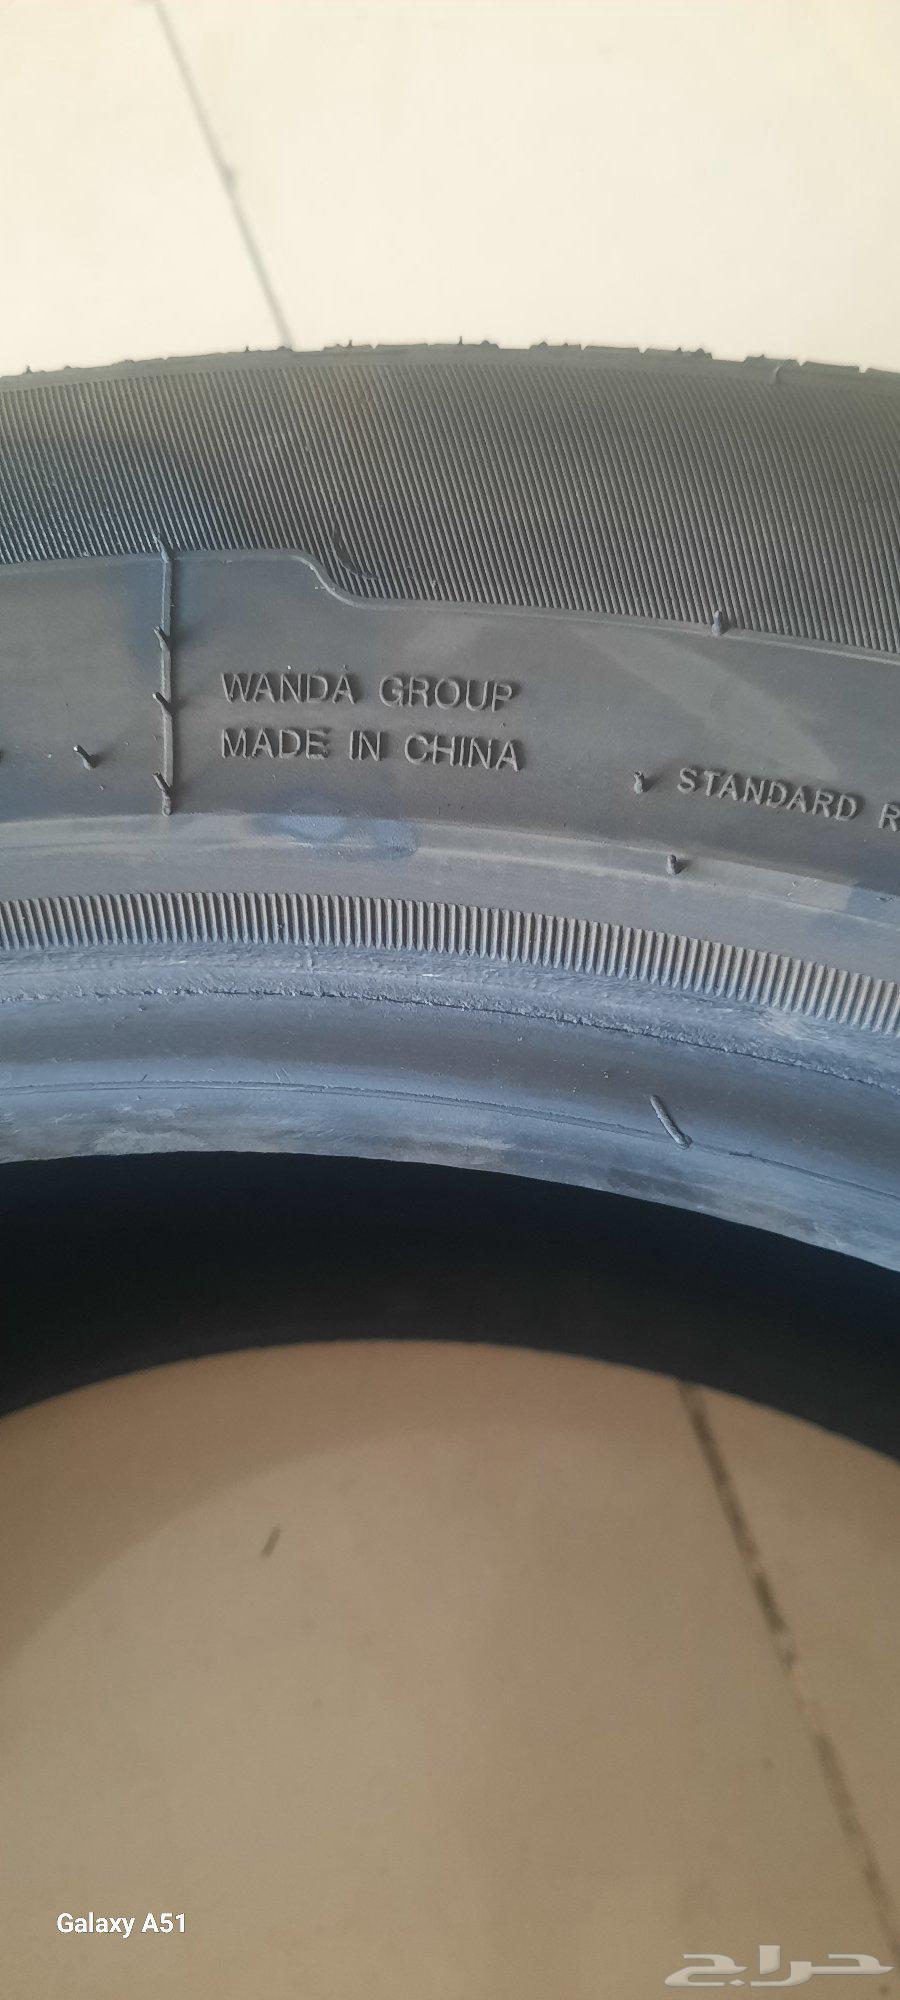 WANDA GROUP
MADE IN CHINA
STANDARD
Galaxy A51
حراج